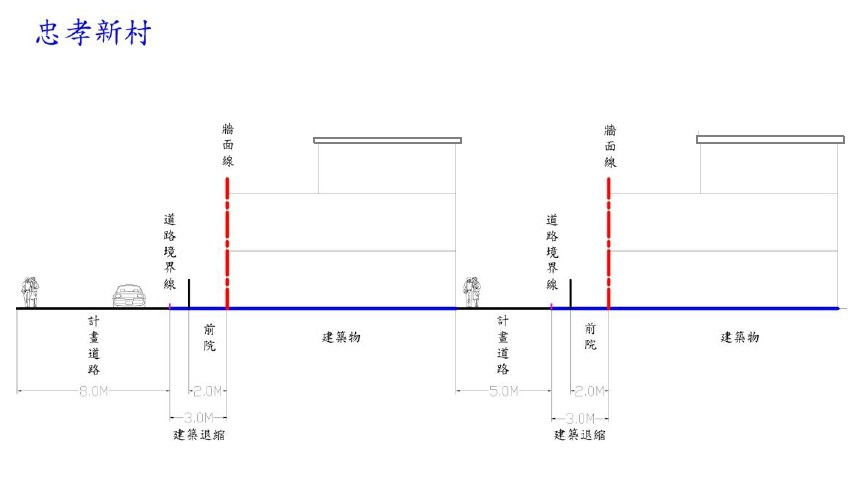 忠孝新村
牆面線
牆面線
道路境界線
道路境界線
計畫道路
前院
建築物
計畫道路
前院
建築物
8.0M
2.0M
5.0M
2.0M
3.0M
3.0M
建築退縮
建築退縮